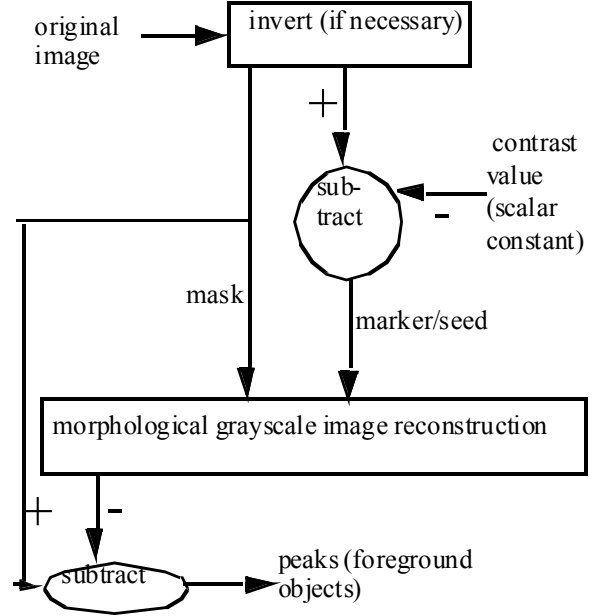 original
image
invert (if necessary)
+
contrast
value
(scalar
constant)
-
sub-
tract
mask
marker/seed
morphological grayscale image reconstruction
+
-
subtract
peaks (foreground
objects)